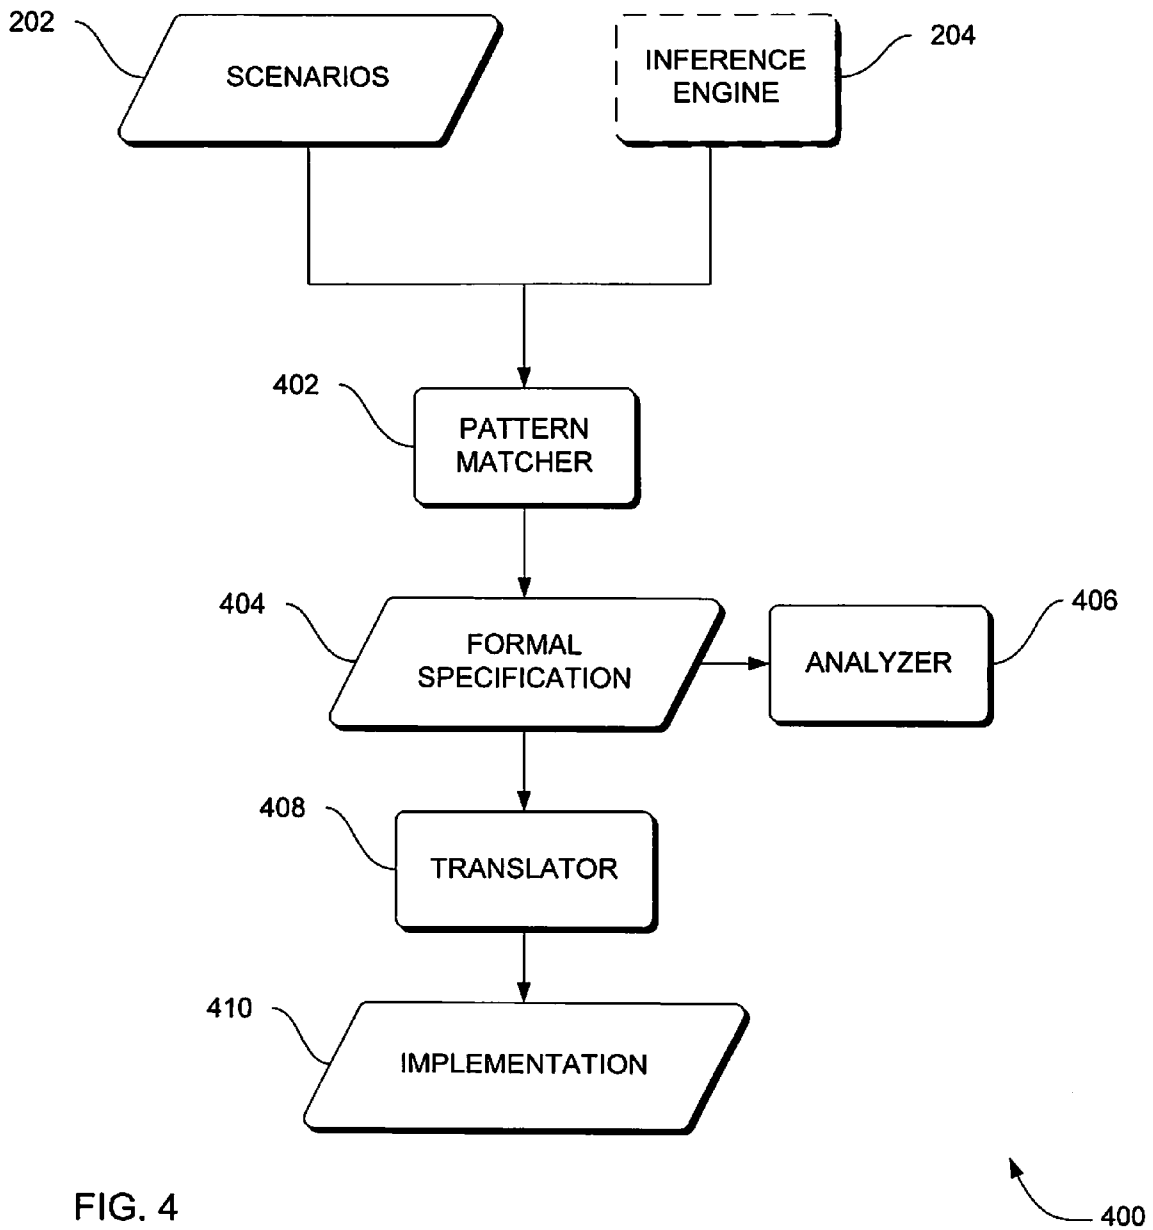 202
SCENARIOS
INFERENCE
ENGINE
204
402
PATTERN
MATCHER
404
FORMAL
SPECIFICATION
ANALYZER
406
408
TRANSLATOR
410
IMPLEMENTATION
FIG. 4
400